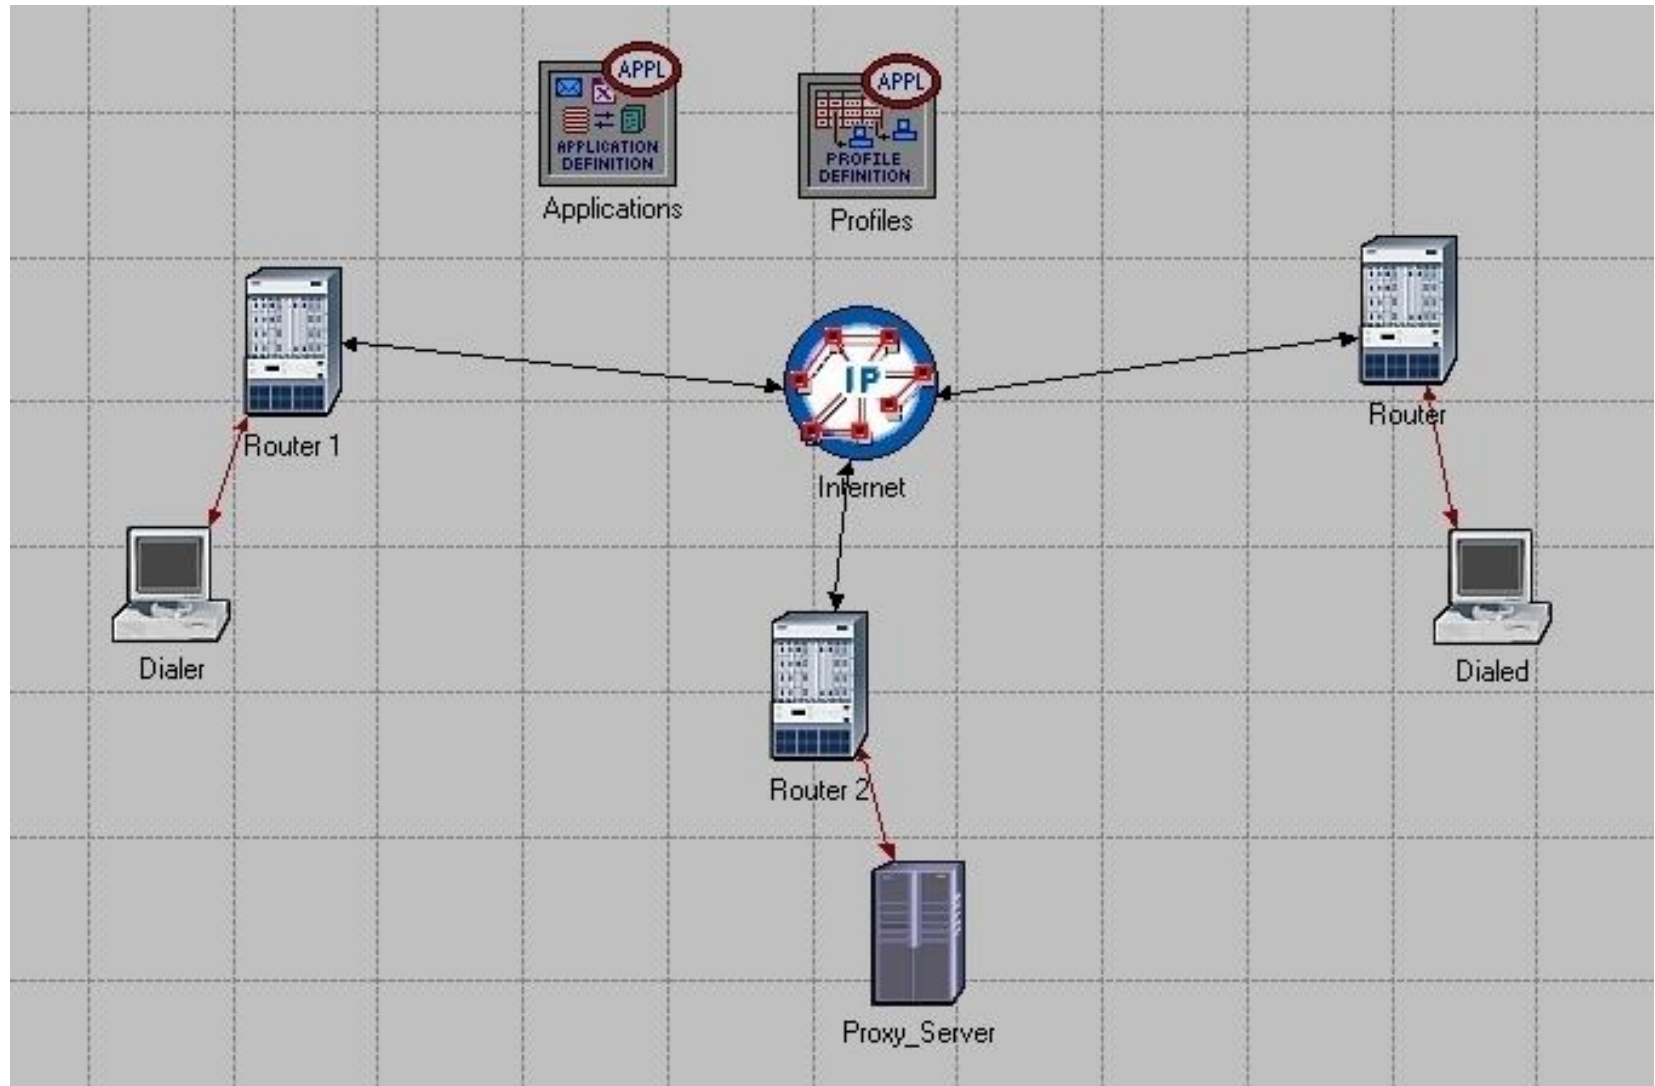 APPL
APPLICATION
DEFINITION
Applications
APPL
PROFILE
DEFINITION
Profiles
Router 1
IP
Internet
Router
Dialer
Dialed
Router 2
Proxy_Server